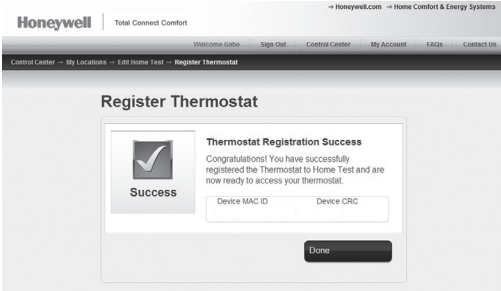 → Honeywell.com → Home Comfort & Energy Systems
Honeywell
Total Connect Comfort
Welcome Gabe Sign Out Control Center My Account FAQs Contact Us
Control Center → My Locations → Edit Home Test → Register Thermostat
Register Thermostat
Success
Thermostat Registration Success
Congratulations! You have successfully
registered the Thermostat to Home Test and are
now ready to access your thermostat.
Device MAC ID Device CRC
Done